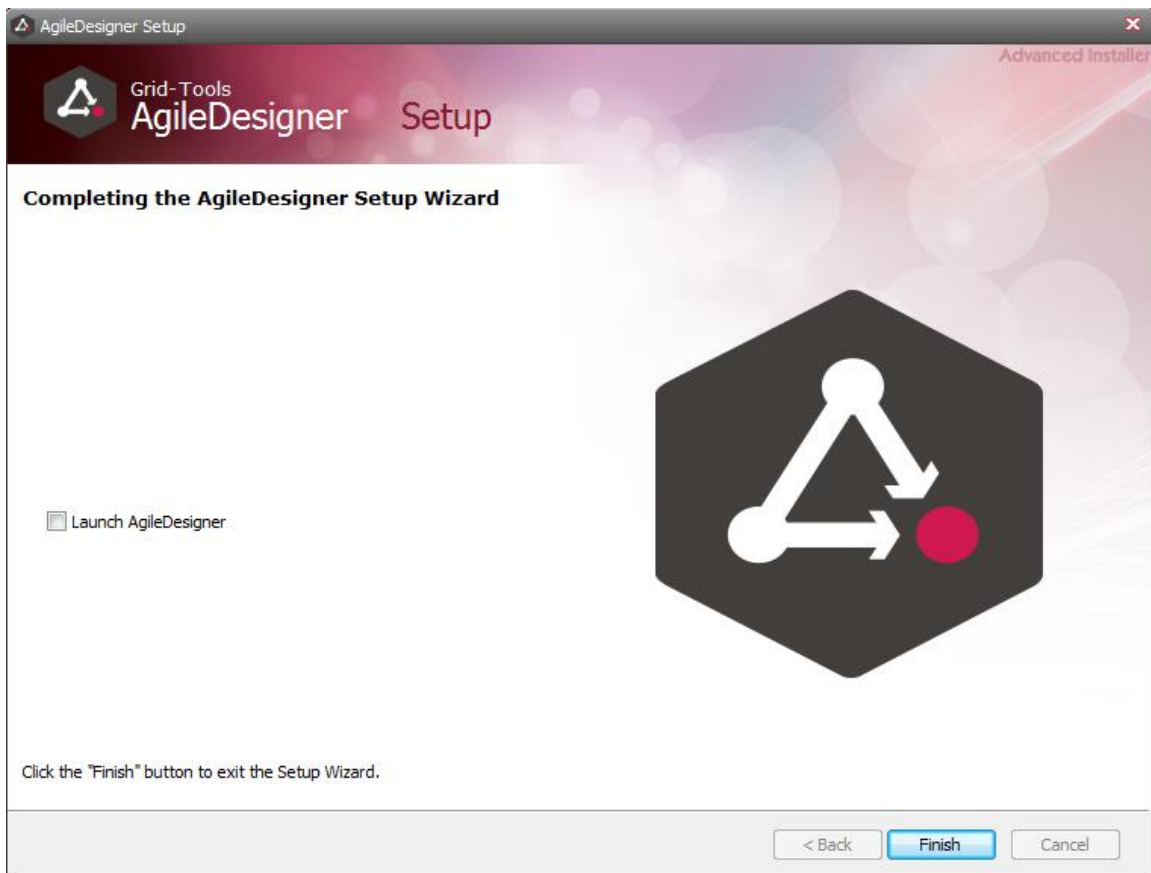 AgileDesigner Setup
Advanced Installer
Grid-Tools
AgileDesigner Setup
Completing the AgileDesigner Setup Wizard
Launch AgileDesigner
Click the "Finish" button to exit the Setup Wizard.
< Back Finish Cancel